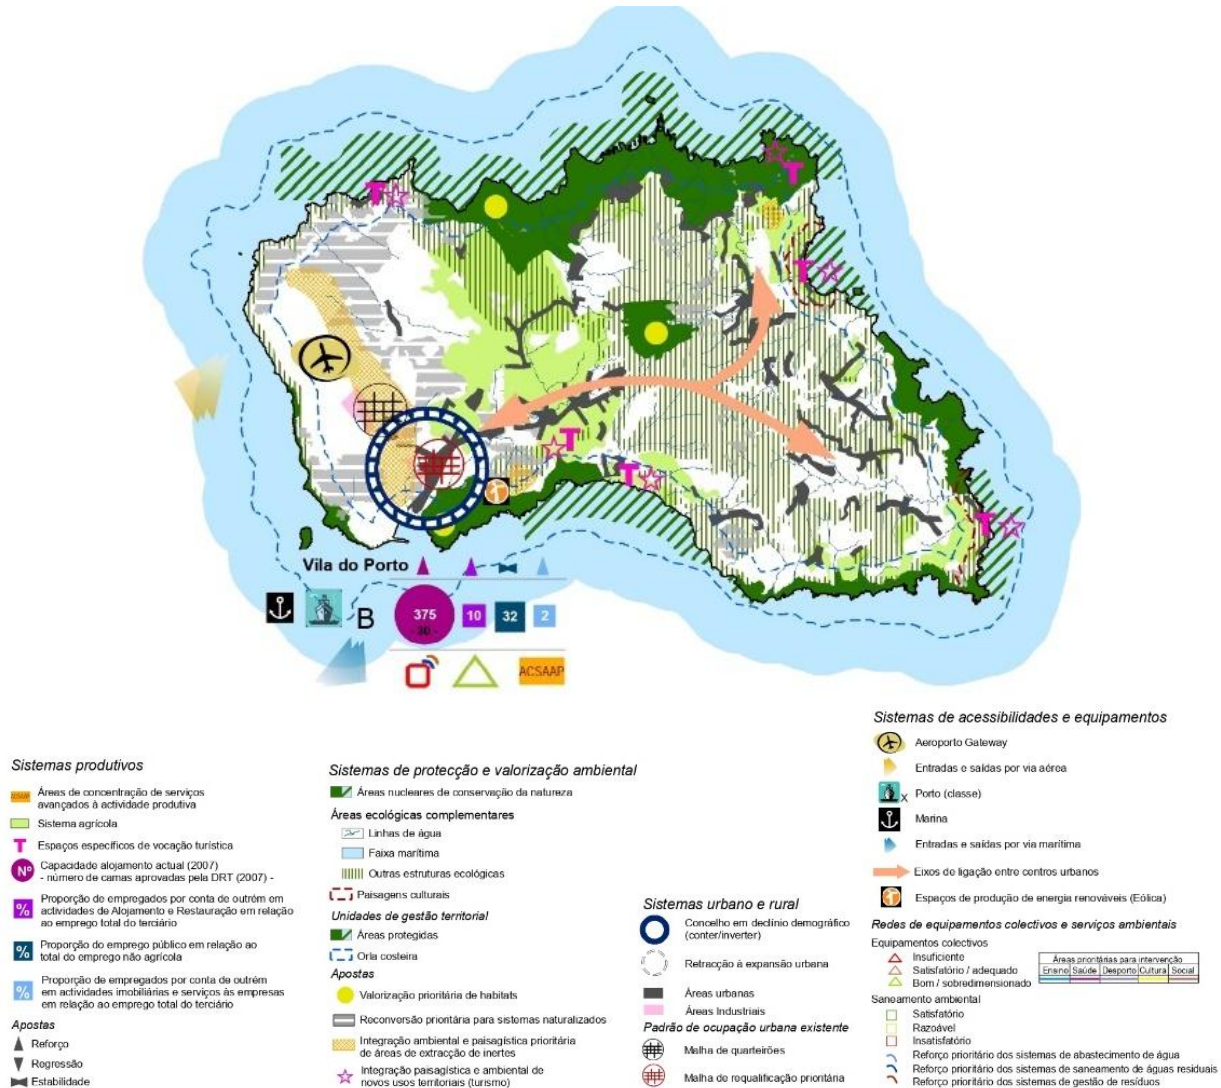 Vila do Porto
B
375
- 30 -
10
32
2
ACSAAP
Sistemas produtivos
Áreas de concentração de serviços
avançados à actividade produtiva
Sistema agrícola
T Espaços específicos de vocação turística
Nº Capacidade alojamento actual (2007)
- número de camas aprovadas pela DRT (2007) -
Proporção de empregados por conta de outrém em
% actividades de Alojamento e Restauração em relação
ao emprego total do terciário
% Proporção do emprego público em relação ao
total do emprego não agrícola
Proporção de empregados por conta de outrém
% em actividades imobiliárias e serviços às empresas
em relação ao emprego total do terciário
Apostas
Reforço
Regressão
Estabilidade
Sistemas de protecção e valorização ambiental
Áreas nucleares de conservação da natureza
Áreas ecológicas complementares
Linhas de água
Faixa marítima
Outras estruturas ecológicas
Paisagens culturais
Unidades de gestão territorial
Áreas protegidas
Orla costeira
Apostas
Valorização prioritária de habitats
Reconversão prioritária para sistemas naturalizados
Integração ambiental e paisagística prioritária
de áreas de extracção de inertes
Integração paisagística e ambiental de
novos usos territoriais (turismo)
Sistemas urbano e rural
Concelho em declínio demográfico
(conter/inverter)
Retracção à expansão urbana
Áreas urbanas
Áreas Industriais
Padrão de ocupação urbana existente
Malha de quarteirões
Malha de requalificação prioritária
Sistemas de acessibilidades e equipamentos
Aeroporto Gateway
Entradas e saídas por via aérea
X Porto (classe)
Marina
Entradas e saídas por via marítima
Eixos de ligação entre centros urbanos
Espaços de produção de energia renováveis (Eólica)
Redes de equipamentos colectivos e serviços ambientais
Equipamentos colectivos
Insuficiente
Satisfatório / adequado
Bom / sobredimensionado
Áreas prioritárias para intervenção
Ensino Saúde Desporto Cultura Social
Saneamento ambiental
Satisfatório
Razoável
Insatisfatório
Reforço prioritário dos sistemas de abastecimento de água
Reforço prioritário dos sistemas de saneamento de águas residuais
Reforço prioritário dos sistemas de gestão de resíduos